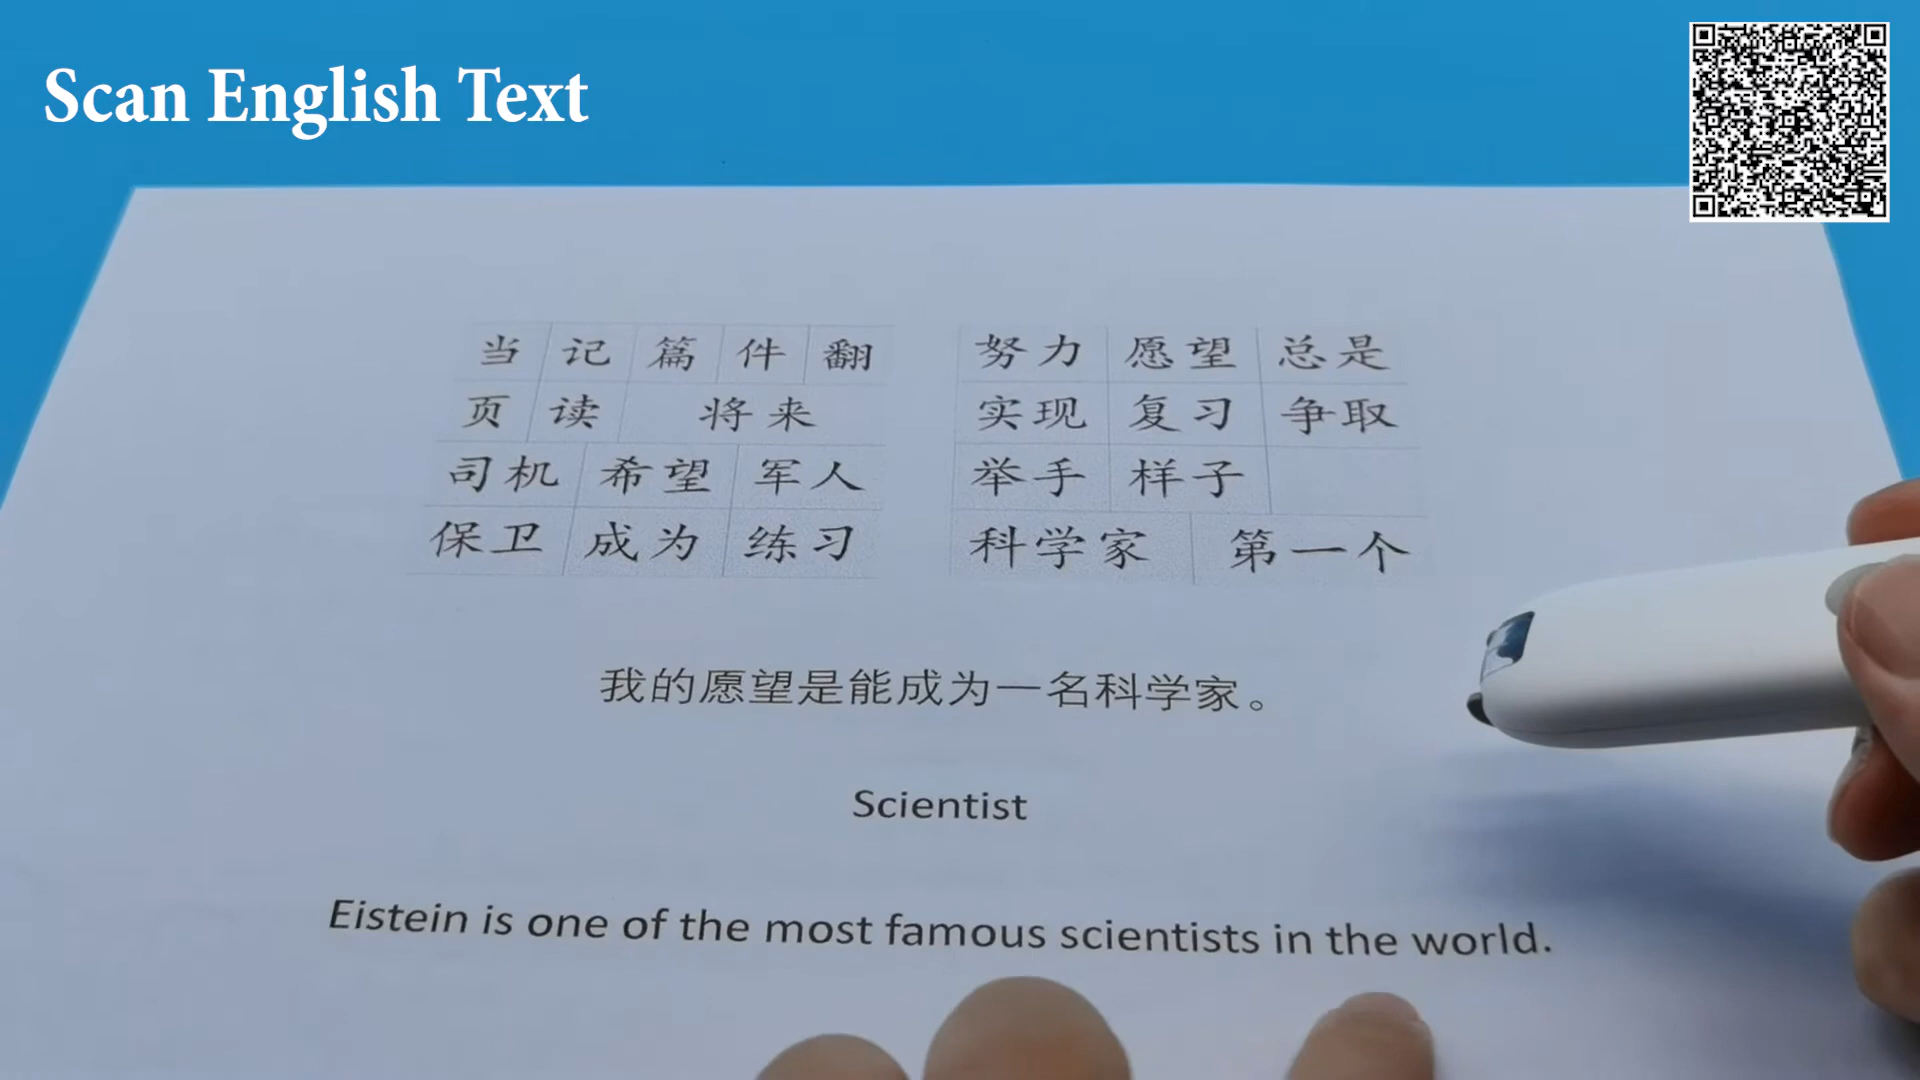 Scan English Text
当 记 篇 件 翻
页 读 将来
司机 希望 军人
保卫 成为 练习
努力 愿望 总是
实现 复习 争取
举手 样子
科学家 第一个
我的愿望是能成为一名科学家。
Scientist
Eistein is one of the most famous scientists in the world.